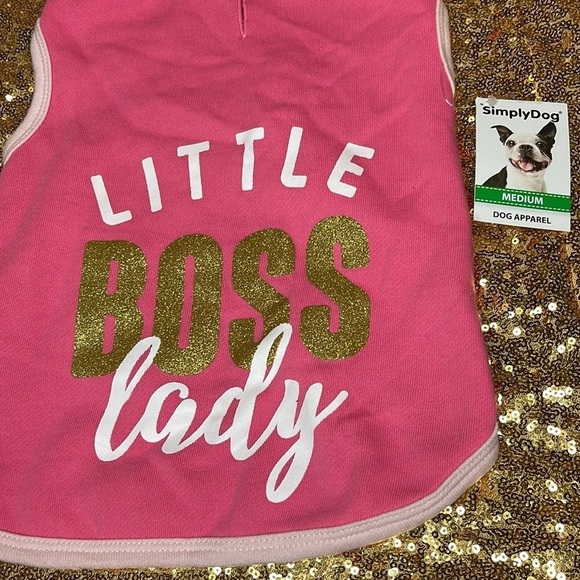 LITTLE
BOSS
lady
SimplyDog
MEDIUM
DOG APPAREL